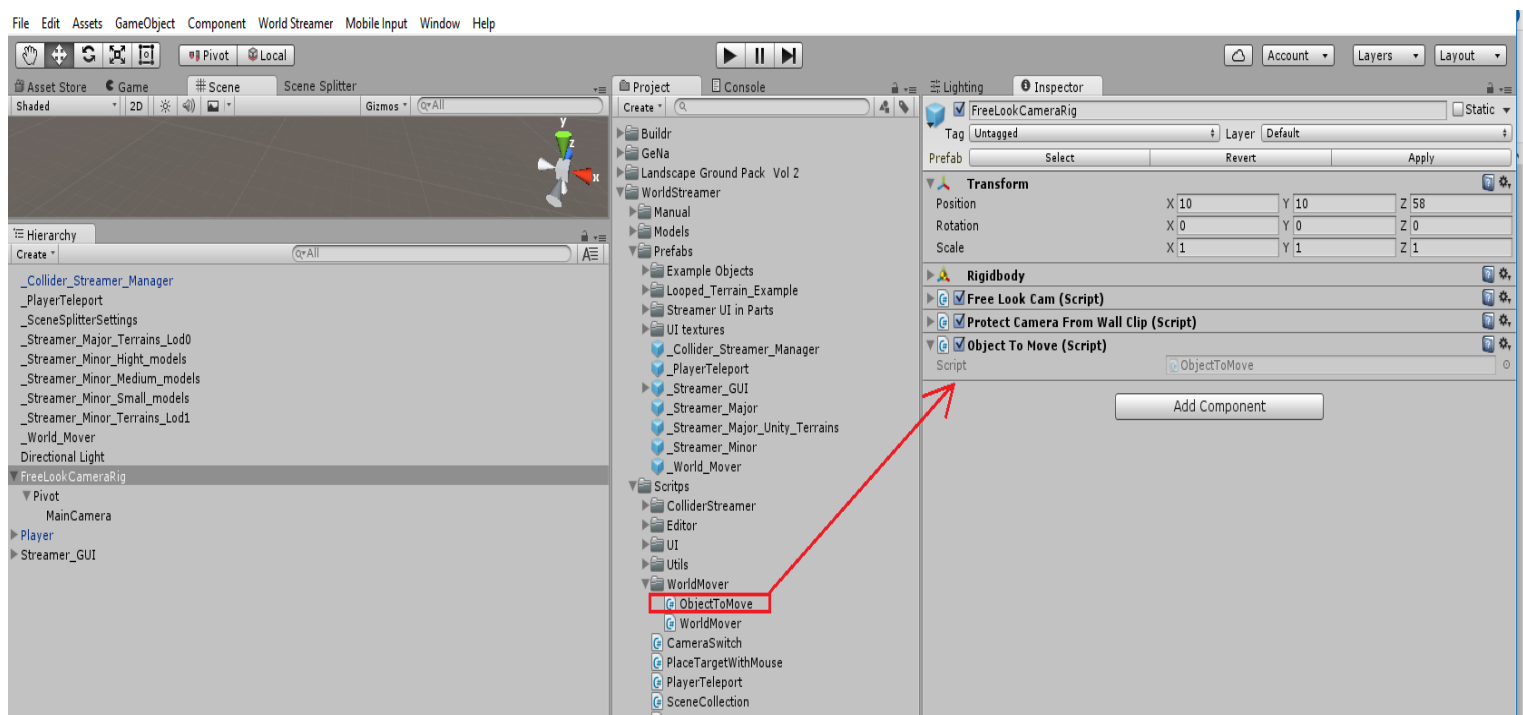 File Edit Assets GameObject Component World Streamer Mobile Input Window Help
Pivot Local
Account Layers Layout
Asset Store Game Scene Scene Splitter
Shaded 2D Gizmos All
y
z
x
Hierarchy
Create All
_Collider_Streamer_Manager
_PlayerTeleport
_SceneSplitterSettings
_Streamer_Major_Terrains_Lod0
_Streamer_Minor_Hight_models
_Streamer_Minor_Medium_models
_Streamer_Minor_Small_models
_Streamer_Minor_Terrains_Lod1
_World_Mover
Directional Light
FreeLookCameraRig
Pivot
MainCamera
Player
Streamer_GUI
Project Console
Create
Buildr
GeNa
Landscape Ground Pack Vol 2
WorldStreamer
Manual
Models
Prefabs
Example Objects
Looped_Terrain_Example
Streamer UI in Parts
UI textures
_Collider_Streamer_Manager
_PlayerTeleport
_Streamer_GUI
_Streamer_Major
_Streamer_Major_Unity_Terrains
_Streamer_Minor
_World_Mover
Scritps
ColliderStreamer
Editor
UI
Utils
WorldMover
ObjectToMove
WorldMover
CameraSwitch
PlaceTargetWithMouse
PlayerTeleport
SceneCollection
Lighting Inspector
FreeLookCameraRig Static
Tag Untagged Layer Default
Prefab Select Revert Apply
Transform
Position X 10 Y 10 Z 58
Rotation X 0 Y 0 Z 0
Scale X 1 Y 1 Z 1
Rigidbody
Free Look Cam (Script)
Protect Camera From Wall Clip (Script)
Object To Move (Script)
Script ObjectToMove
Add Component